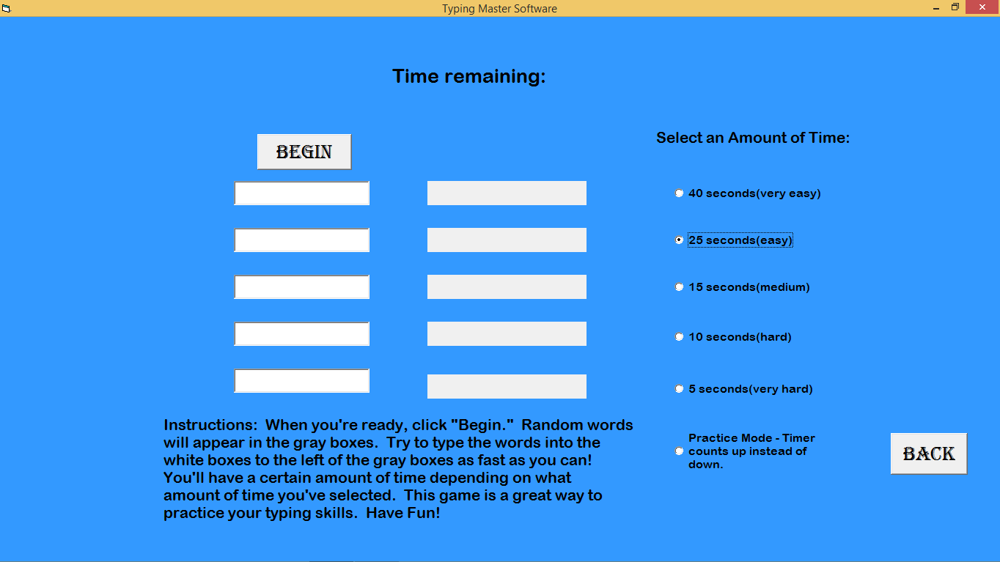 Typing Master Software
Time remaining:
BEGIN
Select an Amount of Time:
40 seconds(very easy)
25 seconds(easy)
15 seconds(medium)
10 seconds(hard)
5 seconds(very hard)
Practice Mode - Timer
counts up instead of
down.
BACK
Instructions:  When you're ready, click "Begin."  Random words
will appear in the gray boxes.  Try to type the words into the
white boxes to the left of the gray boxes as fast as you can!
You'll have a certain amount of time depending on what
amount of time you've selected.  This game is a great way to
practice your typing skills.  Have Fun!